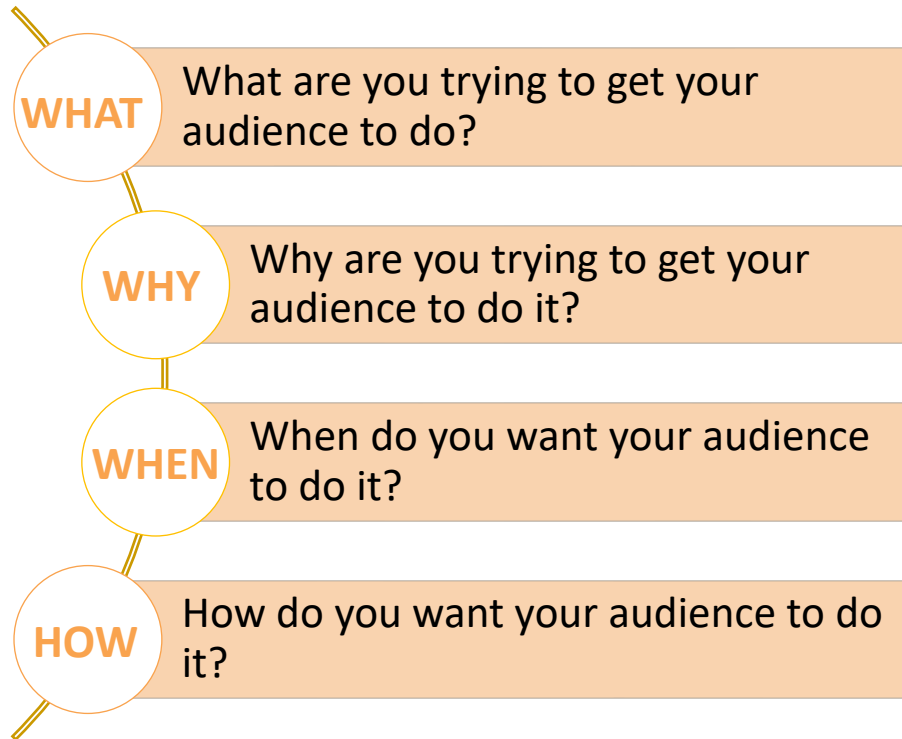 WHAT
What are you trying to get your
audience to do?
WHY
Why are you trying to get your
audience to do it?
WHEN
When do you want your audience
to do it?
HOW
How do you want your audience to do
it?